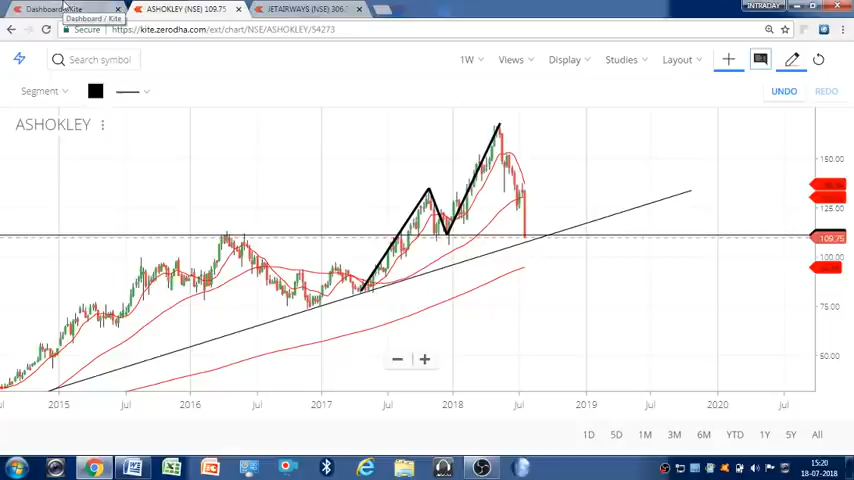 Dashboard / Kite
ASHOKLEY (NSE) 109.75
JETAIRWAYS (NSE) 306.
INTRADAY
Dashboard / Kite
Secure
https://kite.zerodha.com/ext/chart/NSE/ASHOKLEY/54273
Search symbol
1W
Views
Display
Studies
Layout
Segment
UNDO
REDO
ASHOKLEY
150.00
125.00
109.75
100.00
75.00
50.00
Jul 2015 Jul 2016 Jul 2017 Jul 2018 Jul 2019 Jul 2020 Jul
1D 5D 1M 3M 6M YTD 1Y 5Y All
15:20
18-07-2018